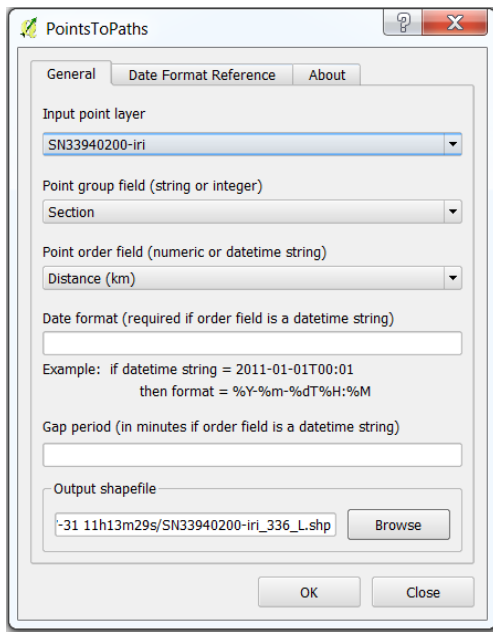 PointsToPaths
General Date Format Reference About
Input point layer
SN33940200-iri
Point group field (string or integer)
Section
Point order field (numeric or datetime string)
Distance (km)
Date format (required if order field is a datetime string)
Example: if datetime string = 2011-01-01T00:01
then format = %Y-%m-%dT%H:%M
Gap period (in minutes if order field is a datetime string)
Output shapefile
-31 11h13m29s/SN33940200-iri_336_L.shp Browse
OK Close